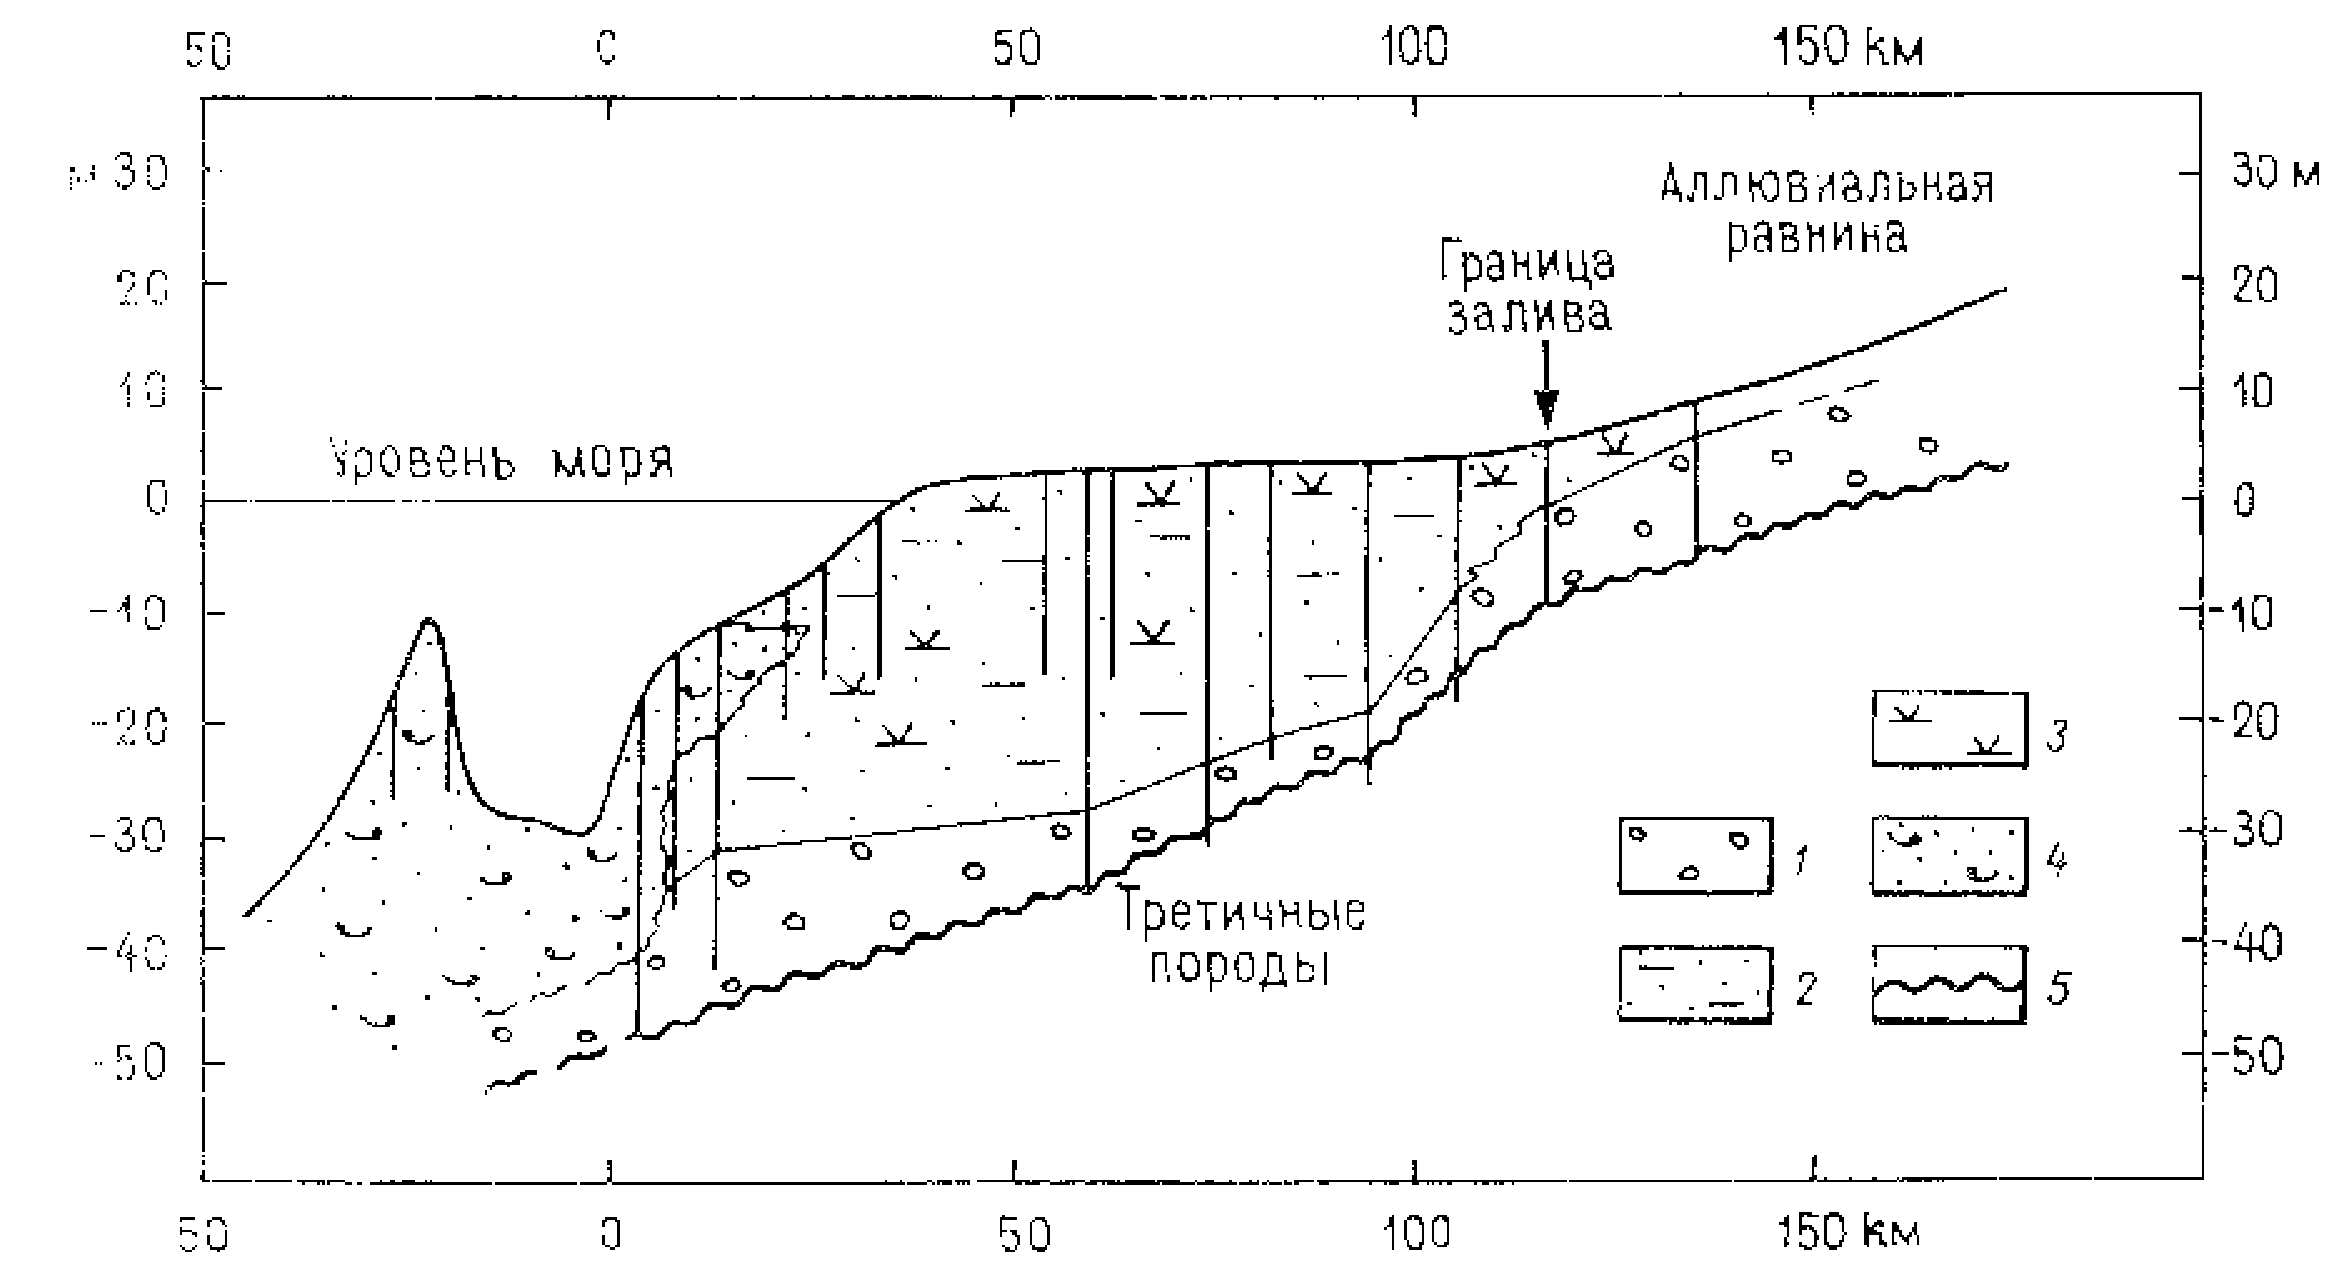 50 0 50 100 150 км
м 30
30 м
Аллювиальная
равнина
Граница
залива
20
20
10
10
Уровень моря
0
0
-10
-10
-20
-20
3
-30
-30
1
4
Третичные
породы
-40
-40
2
5
-50
-50
50 0 50 100 150 км